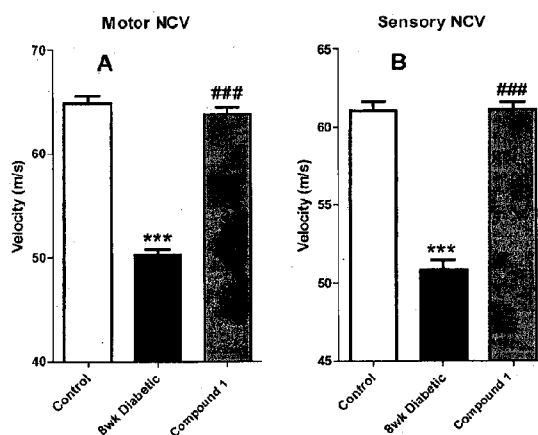 Motor NCV
A
Velocity (m/s)
70
60
50
40
***
###
Control
8wk Diabetic
Compound 1
Sensory NCV
B
Velocity (m/s)
65
60
55
50
45
***
###
Control
8wk Diabetic
Compound 1